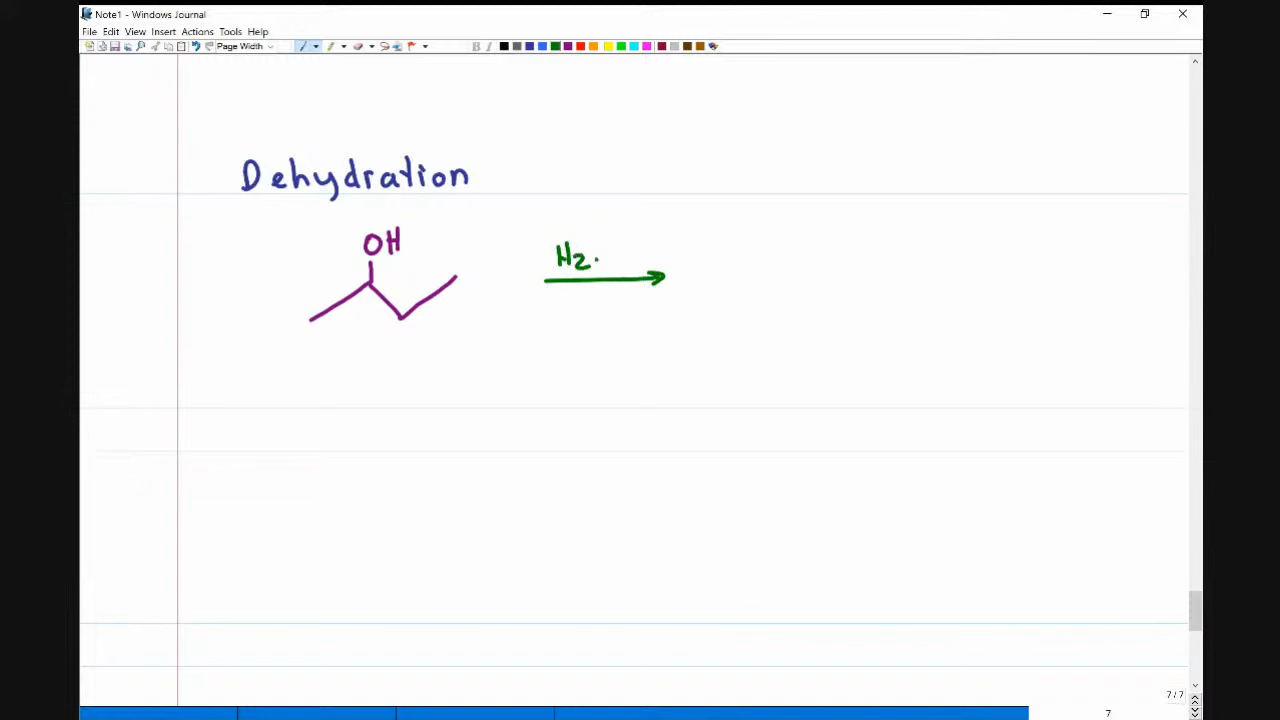 Note1 - Windows Journal
File Edit View Insert Actions Tools Help
Page Width
B I
Dehydration
OH
H2
7/7
7